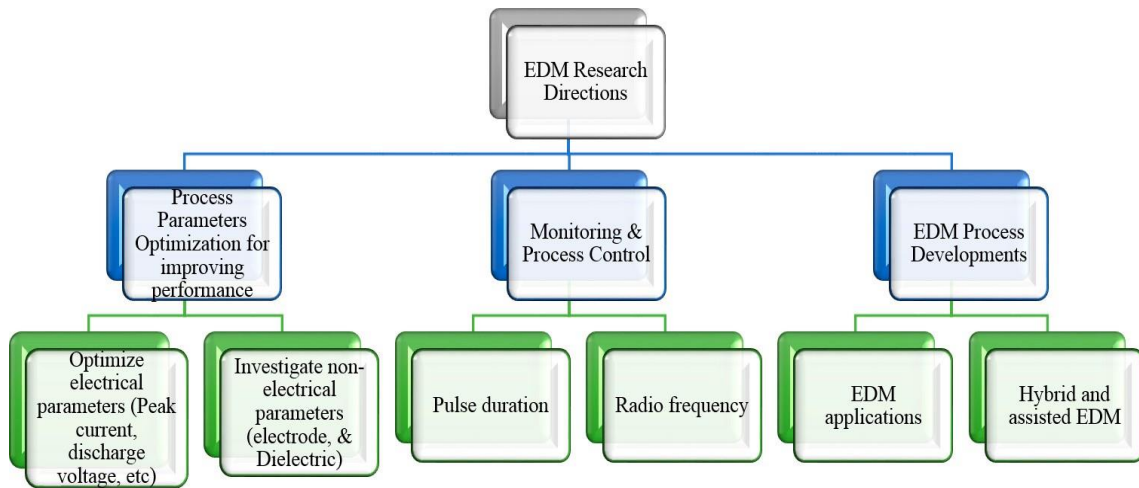 EDM Research
Directions
Process
Parameters
Optimization for
improving
performance
Monitoring &
Process Control
EDM Process
Developments
Optimize
electrical
parameters (Peak
current,
discharge
voltage, etc)
Investigate non-
electrical
parameters
(electrode, &
Dielectric)
Pulse duration
Radio frequency
EDM
applications
Hybrid and
assisted EDM